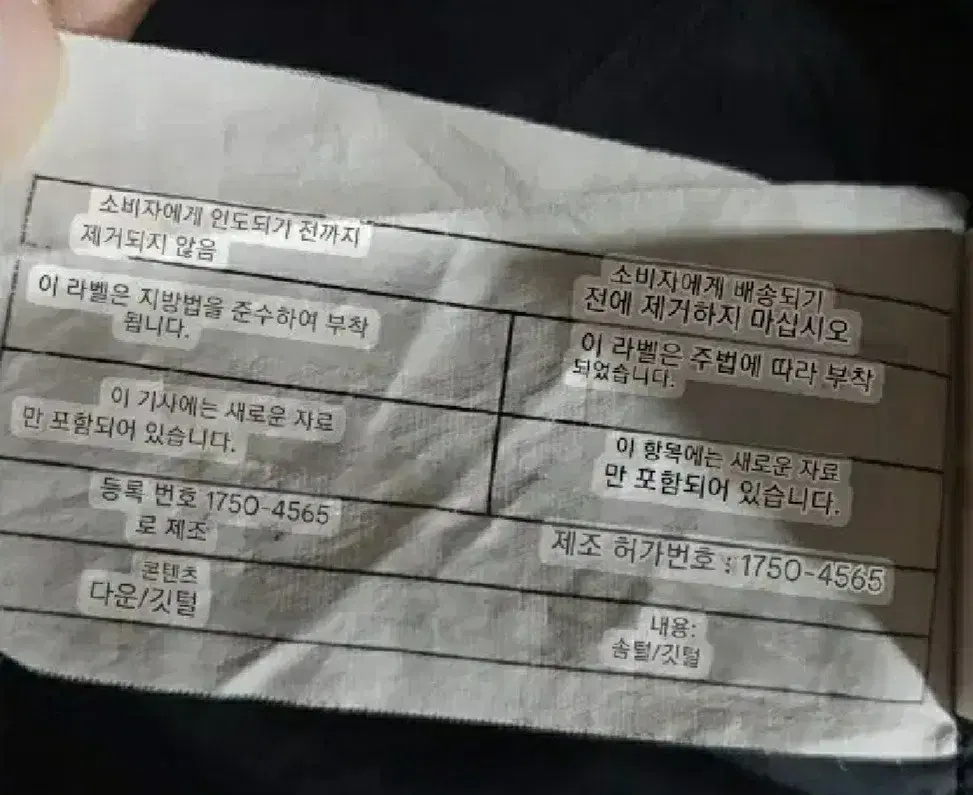 소비자에게 인도되기 전까지
제거되지 않음
이 라벨은 지방법을 준수하여 부착
됩니다.
이 기사에는 새로운 자료
만 포함되어 있습니다.
등록 번호 1750-4565
로 제조
콘텐츠
다운/깃털
소비자에게 배송되기
전에 제거하지 마십시오
이 라벨은 주법에 따라 부착
되었습니다.
이 항목에는 새로운 자료
만 포함되어 있습니다.
제조 허가번호 : 1750-4565
내용:
솜털/깃털